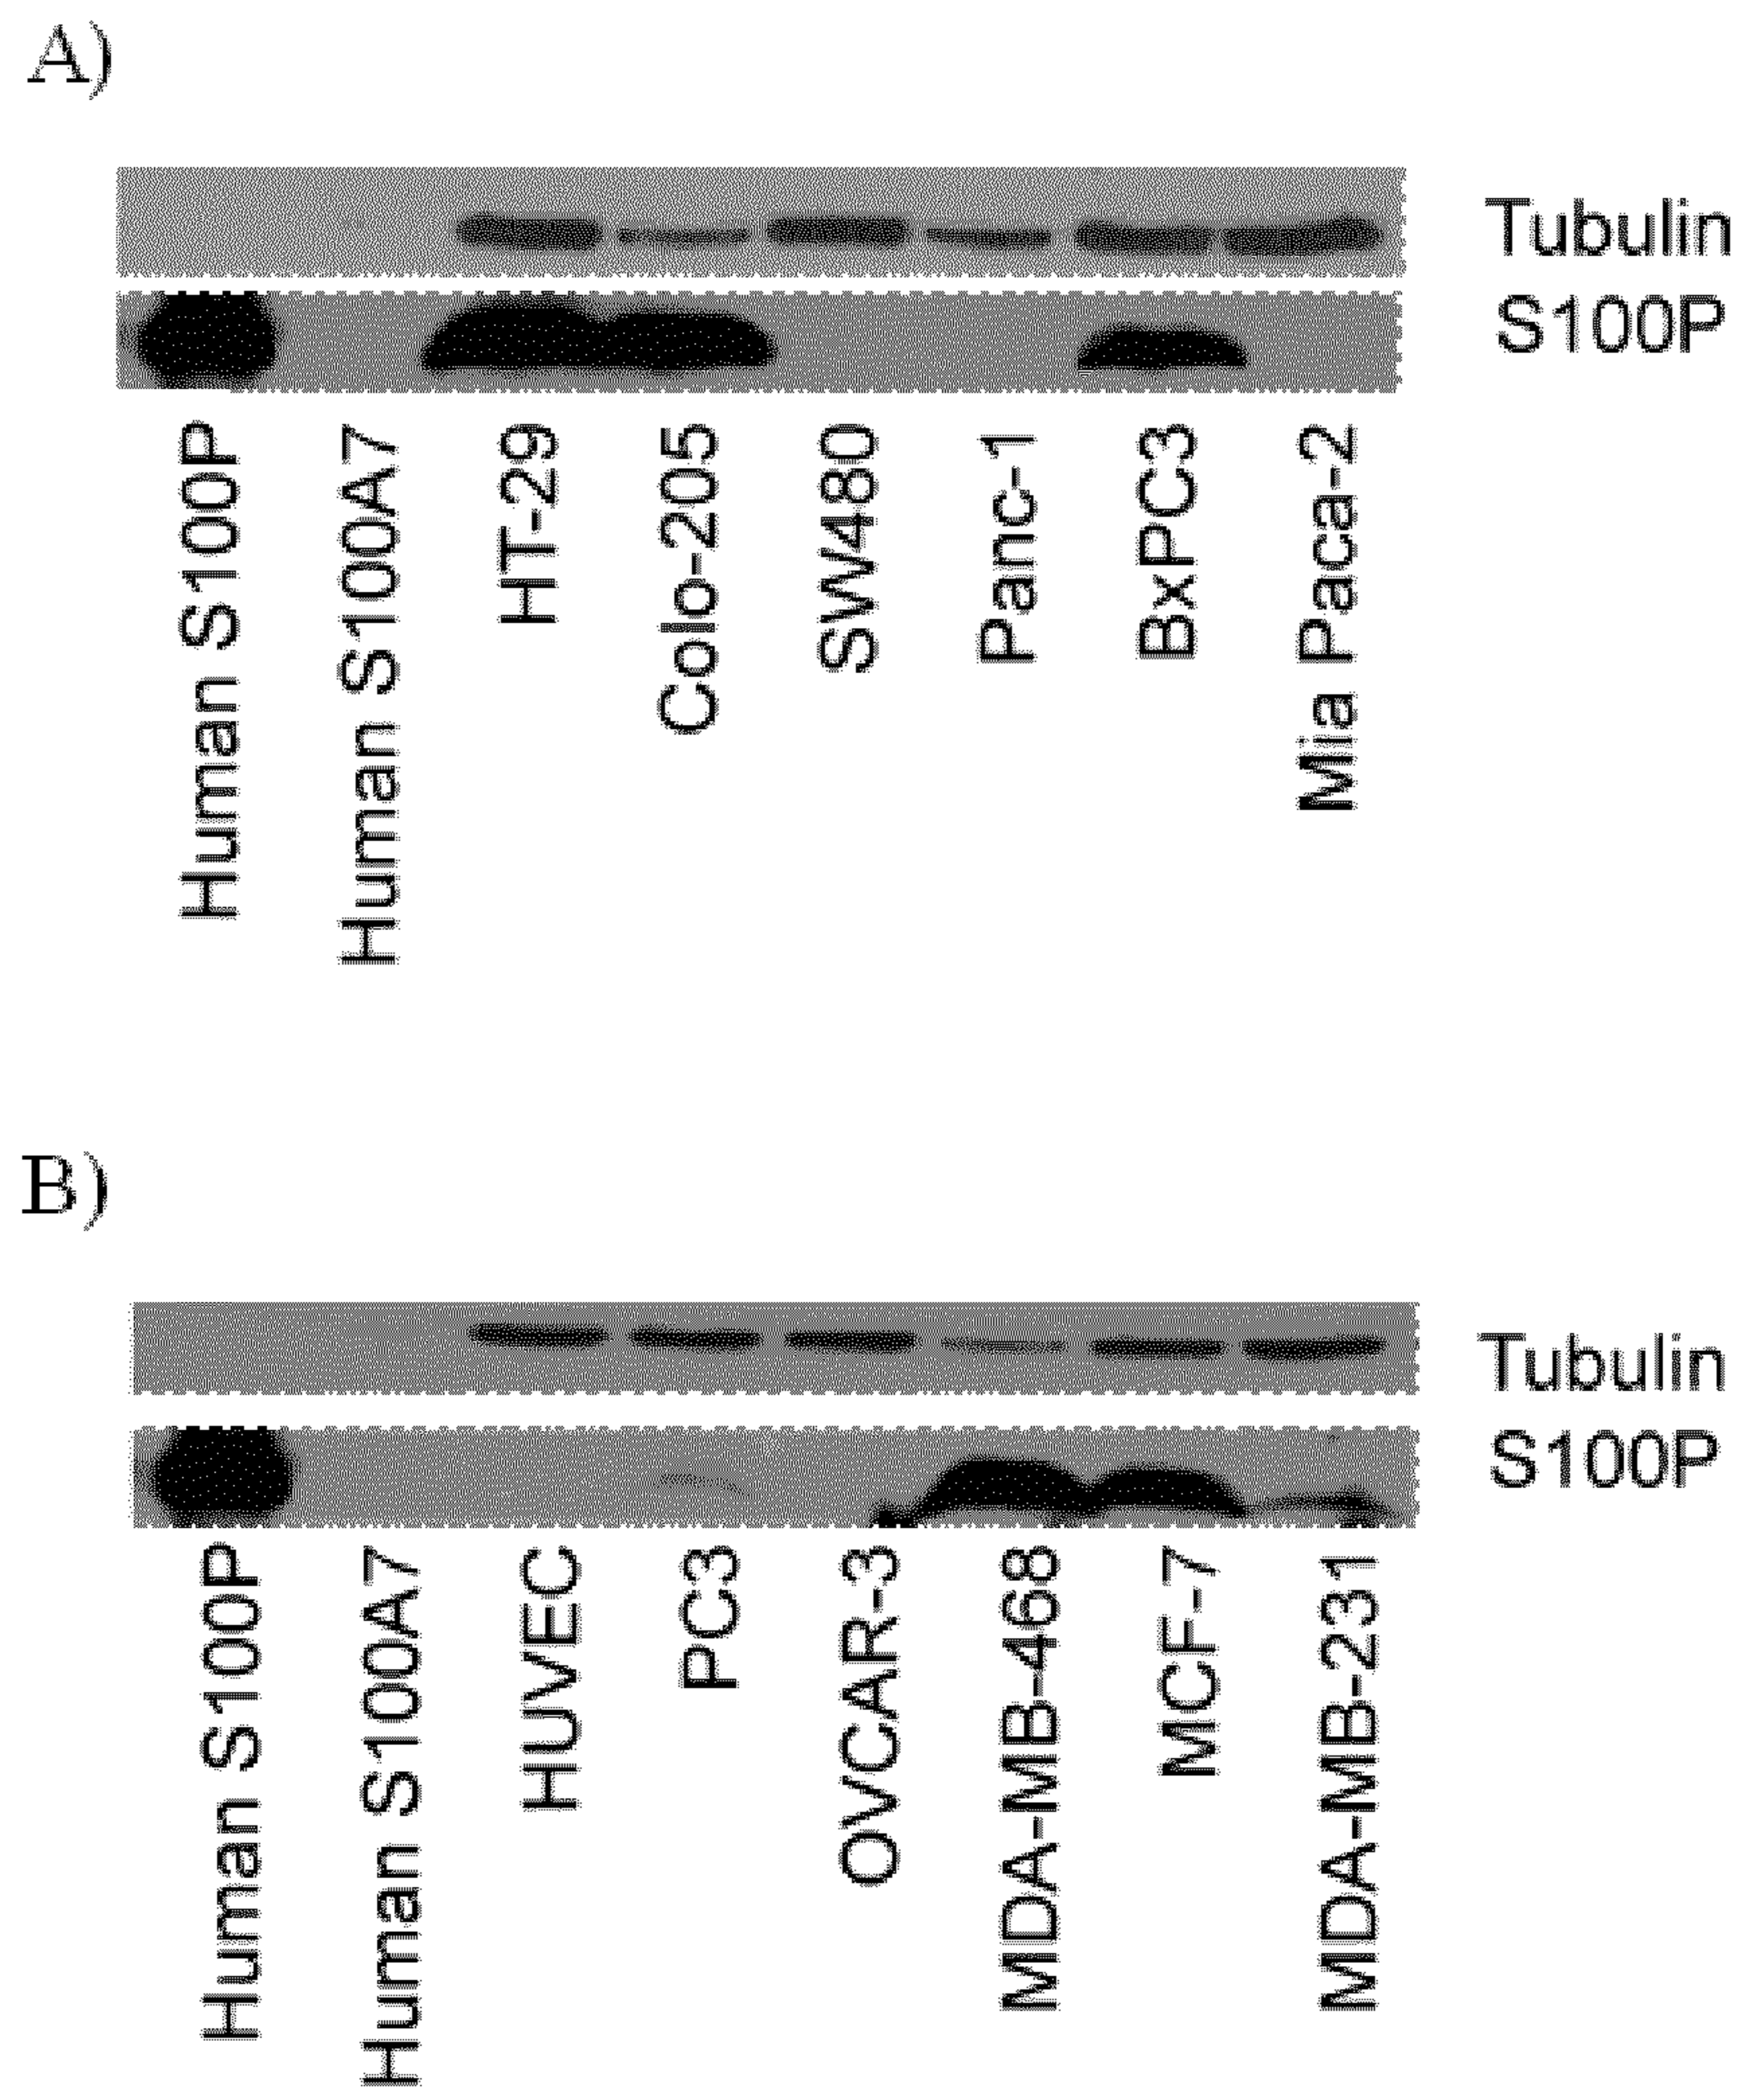 A)
Tubulin
S100P
Human S100P
Human S100A7
HT-29
Colo-205
SW480
Panc-1
BxPC3
Mia Paca-2
B)
Tubulin
S100P
Human S100P
Human S100A7
HUVEC
PC3
OVCAR-3
MDA-MB-468
MCF-7
MDA-MB-231